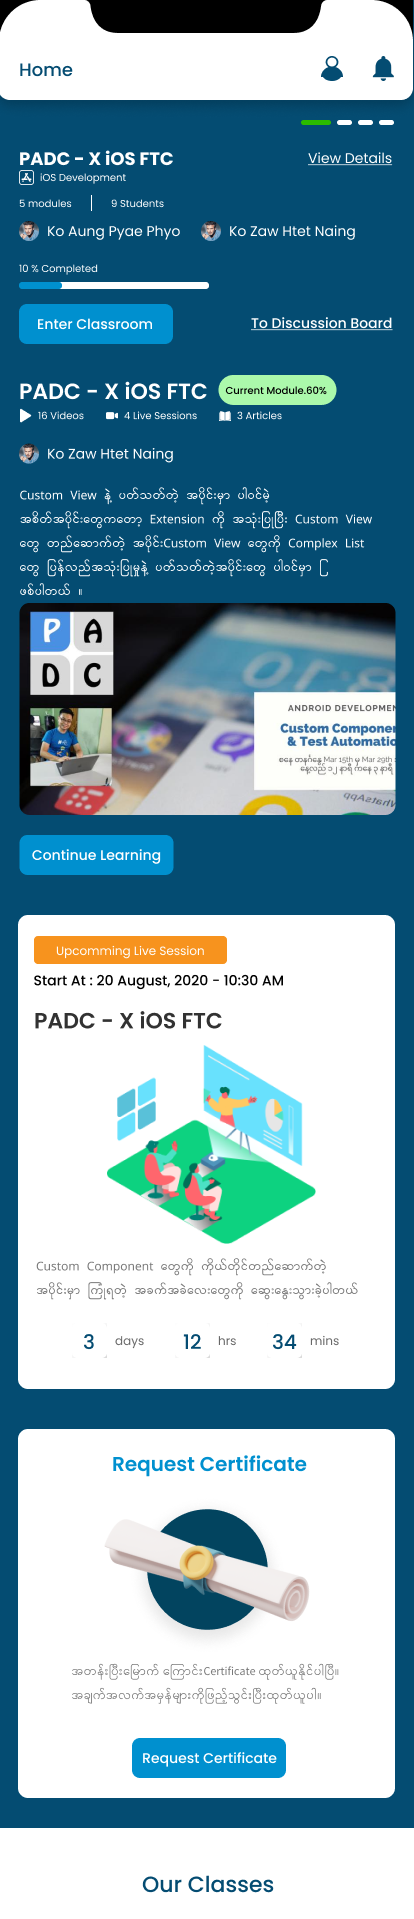 Home
PADC - X iOS FTC
View Details
iOS Development
5 modules
9 Students
Ko Aung Pyae Phyo
Ko Zaw Htet Naing
10 % Completed
Enter Classroom
To Discussion Board
PADC - X iOS FTC
Current Module.60%
16 Videos
4 Live Sessions
3 Articles
Ko Zaw Htet Naing
Custom View နဲ့ ပတ်သတ်တဲ့ အပိုင်းမှာ ပါဝင်မဲ့
အစိတ်အပိုင်းတွေကတော့ Extension ကို အသုံးပြုပြီး Custom View
တွေ တည်ဆောက်တဲ့ အပိုင်း:Custom View တွေကို Complex List
တွေ ပြန်လည်အသုံးပြုမှုနဲ့ ပတ်သတ်တဲ့အပိုင်းတွေ ပါဝင်မှာ ြ
ဖစ်ပါတယ် ။
P A
D C
ANDROID DEVELOPMEN
Custom Compone
& Test Automatio
Continue Learning
Upcomming Live Session
Start At : 20 August, 2020 - 10:30 AM
PADC - X iOS FTC
Custom Component တွေကို ကိုယ်တိုင်တည်ဆောက်တဲ့
အပိုင်းမှာ ကြုံရတဲ့ အခက်အခဲလေးတွေကို ဆွေးနွေးသွားခဲ့ပါတယ်
3 days 12 hrs 34 mins
Request Certificate
အတန်းပြီးမြောက် ကြောင်းCertificate ထုတ်ယူနိုင်ပါပြီ။
အချက်အလက်အမှန်များကိုဖြည့်သွင်းပြီးထုတ်ယူပါ။
Request Certificate
Our Classes